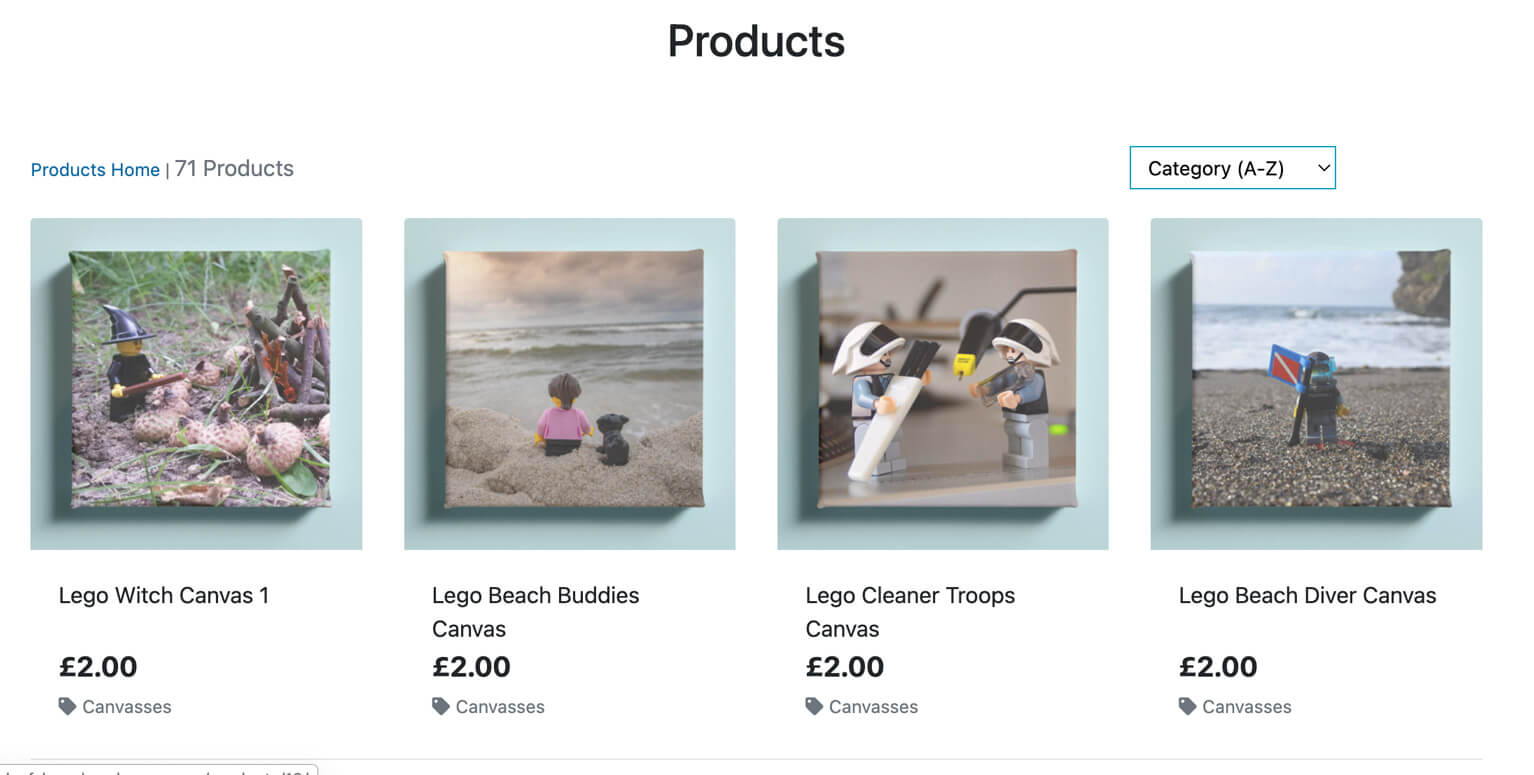 Products
Products Home | 71 Products
Category (A-Z)
Lego Witch Canvas 1
Lego Beach Buddies
Canvas
Lego Cleaner Troops
Canvas
Lego Beach Diver Canvas
£2.00
£2.00
£2.00
£2.00
Canvasses
Canvasses
Canvasses
Canvasses